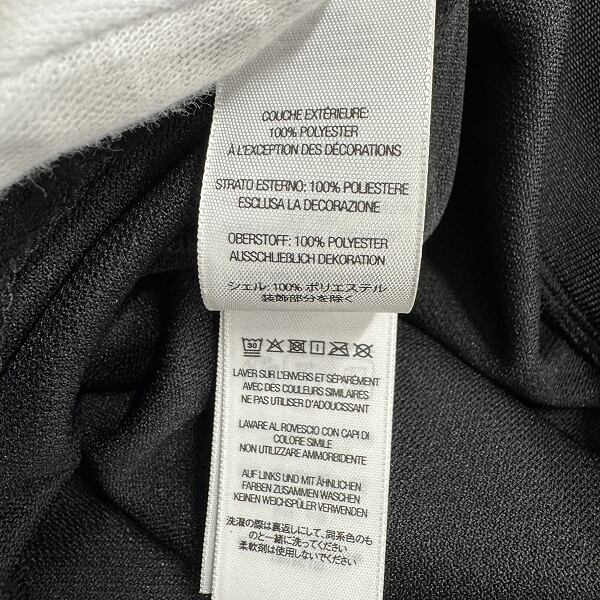 COUCHE EXTÉRIEURE:
100% POLYESTER
À L'EXCEPTION DES DÉCORATIONS
STRATO ESTERNO: 100% POLIESTERE
ESCLUSA LA DECORAZIONE
OBERSTOFF: 100% POLYESTER
AUSSCHLIEBLICH DEKORATION
シェル: 100% ポリエステル
装飾部分を除く
30
LAVER SUR L'ENVERS ET SÉPARÉMENT
AVEC DES COULEURS SIMILAIRES
NE PAS UTILISER D'ADOUCISSANT
LAVARE AL ROVESCIO CON CAPI DI
COLORE SIMILE
NON UTILIZZARE AMMORBIDENTE
AUF LINKS UND MIT ÄHNLICHEN
FARBEN ZUSAMMEN WASCHEN
KEINEN WEICHSPÜLER VERWENDEN
洗濯の際は裏返しにして、同系色のも
のと一緒に洗ってください
柔軟剤は使用しないでください